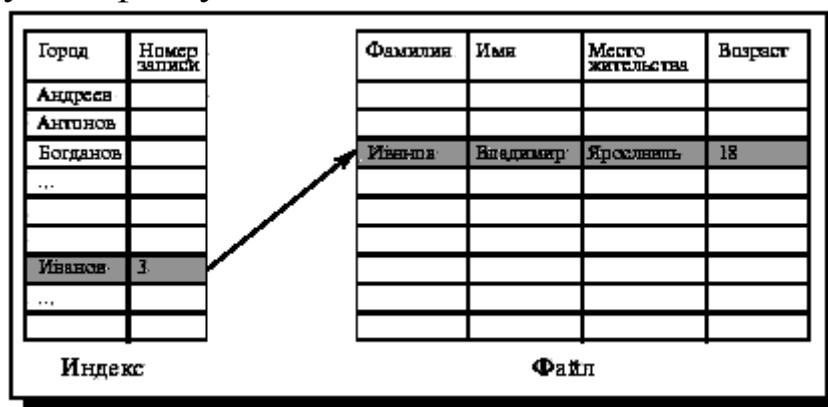 Город Номер записи Фамилия Имя Место жительства Возраст
Андреев
Антонов
Богданов Иванов Владимир Ярославль 18
...
Иванов 3
...
Индекс Файл